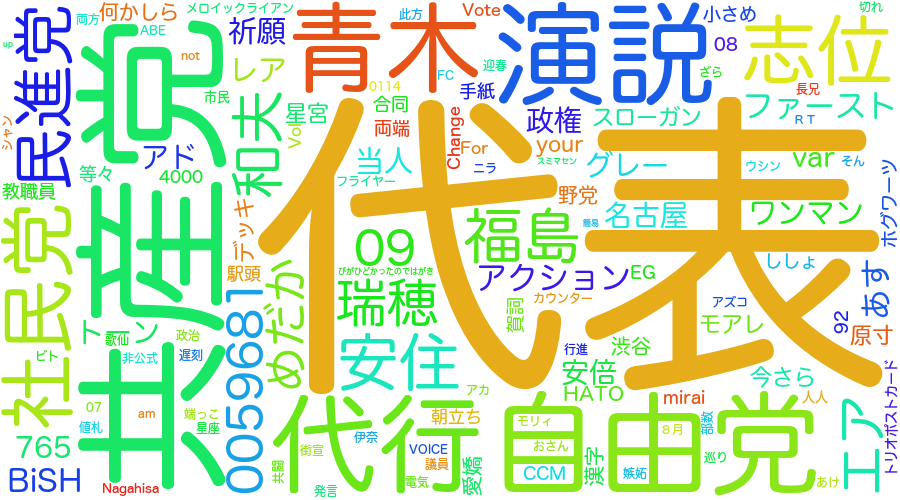 メロイックライアン
何かしら
両方
ABE
祈願
not
up
民進党
共産党
レア
市民
青木
演説
此方
Vote
FC
迎春
手紙
小さめ
08
ざら
志位
切れ
長兄
RT
ファースト
0114
合同
両端
星宮
Vol
シャン
アド
4000
等々
教職員
和夫
当人
フライヤー
Change
For
ニラ
スミマセン
政権
your
スローガン
グレー
var
ウシン
そん
ホグワーツ
野党
名古屋
簡易
ワンマン
代表
社民党
デッキ
駅頭
09
福島
びがひどかったのではがき
アクション
EG
ししょ
瑞穂
カウンター
賀詞
アズコ
92
あす
モアレ
原寸
歌仙
政治
非公式
遅刻
ピト
0059681
めだか
安住
行進
渋谷
安倍
HATO
アカ
mirai
今さら
人人
エア
トリオポストカード
07
am
値札
端っこ
星座
765
BiSH
Nagahisa
共闘
街宣
発言
代行
伊奈
朝立ち
VOICE
議員
電気
愛嬌
自由党
モリィ
おさん
CCM
漢字
嫉妬
8月
部数
巡り
あけ